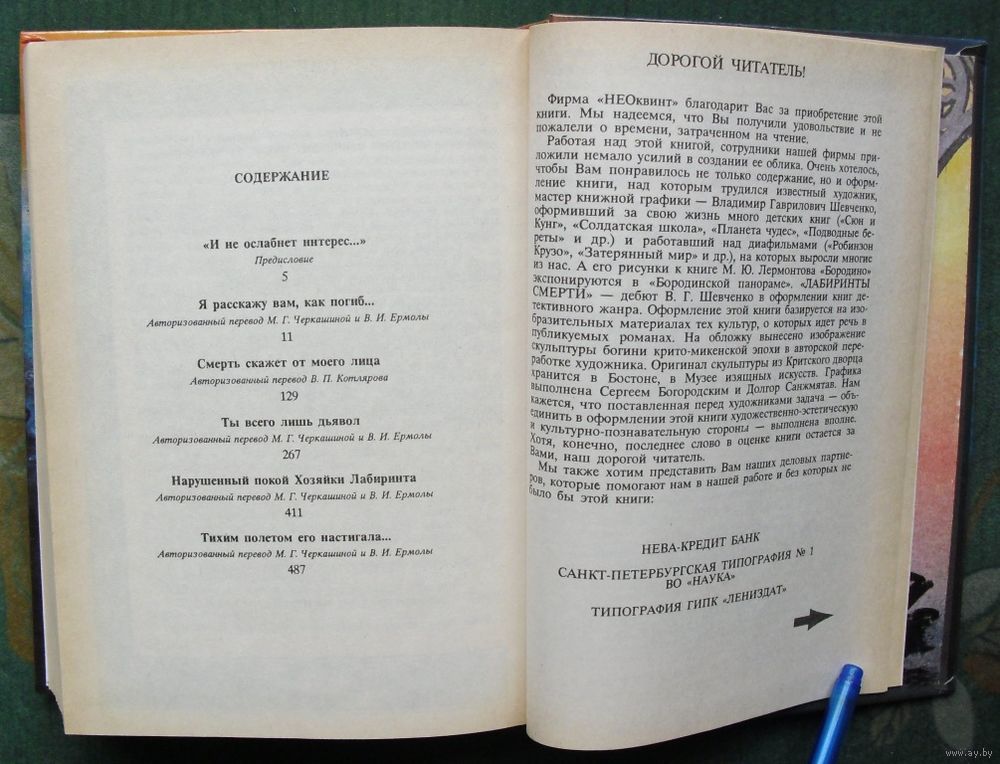 СОДЕРЖАНИЕ
«И не ослабнет интерес...»
Предисловие
5
Я расскажу вам, как погиб...
Авторизованный перевод М. Г. Черкашиной и В. И. Ермолы
11
Смерть скажет от моего лица
Авторизованный перевод В. П. Котлярова
129
Ты всего лишь дьявол
Авторизованный перевод М. Г. Черкашиной и В. И. Ермолы
267
Нарушенный покой Хозяйки Лабиринта
Авторизованный перевод М. Г. Черкашиной и В. И. Ермолы
411
Тихим полетом его настигала...
Авторизованный перевод М. Г. Черкашиной и В. И. Ермолы
487
ДОРОГОЙ ЧИТАТЕЛЬ!
Фирма «НЕОквинт» благодарит Вас за приобретение этой
книги. Мы надеемся, что Вы получили удовольствие и не
пожалели о времени, затраченном на чтение.
Работая над этой книгой, сотрудники нашей фирмы при-
ложили немало усилий в создании ее облика. Очень хотелось,
чтобы Вам понравилось не только содержание, но и оформ-
ление книги, над которым трудился известный художник,
мастер книжной графики — Владимир Гаврилович Шевченко,
оформивший за свою жизнь много детских книг («Сюн и
Кунг», «Солдатская школа», «Планета чудес», «Подводные бе-
реты» и др.) и работавший над диафильмами («Робинзон
Крузо», «Затерянный мир» и др.), на которых выросли многие
из нас. А его рисунки к книге М. Ю. Лермонтова «Бородино»
экспонируются в «Бородинской панораме». «ЛАБИРИНТЫ
СМЕРТИ» — дебют В. Г. Шевченко в оформлении книг де-
тективного жанра. Оформление этой книги базируется на изо-
бразительных материалах тех культур, о которых идет речь в
публикуемых романах. На обложку вынесено изображение
скульптуры богини крито-микенской эпохи в авторской пере-
работке художника. Оригинал скульптуры из Критского дворца
хранится в Бостоне, в Музее изящных искусств. Графика
выполнена Сергеем Богородским и Долгор Санжмятав. Нам
кажется, что поставленная перед художниками задача — объ-
единить в оформлении этой книги художественно-эстетическую
и культурно-познавательную стороны — выполнена вполне.
Хотя, конечно, последнее слово в оценке книги остается за
Вами, наш дорогой читатель.
Мы также хотим представить Вам наших деловых партне-
ров, которые помогают нам в нашей работе и без которых не
было бы этой книги:
НЕВА-КРЕДИТ БАНК
САНКТ-ПЕТЕРБУРГСКАЯ ТИПОГРАФИЯ № 1
ВО «НАУКА»
ТИПОГРАФИЯ ГИПК «ЛЕНИЗДАТ»
www.ay.by